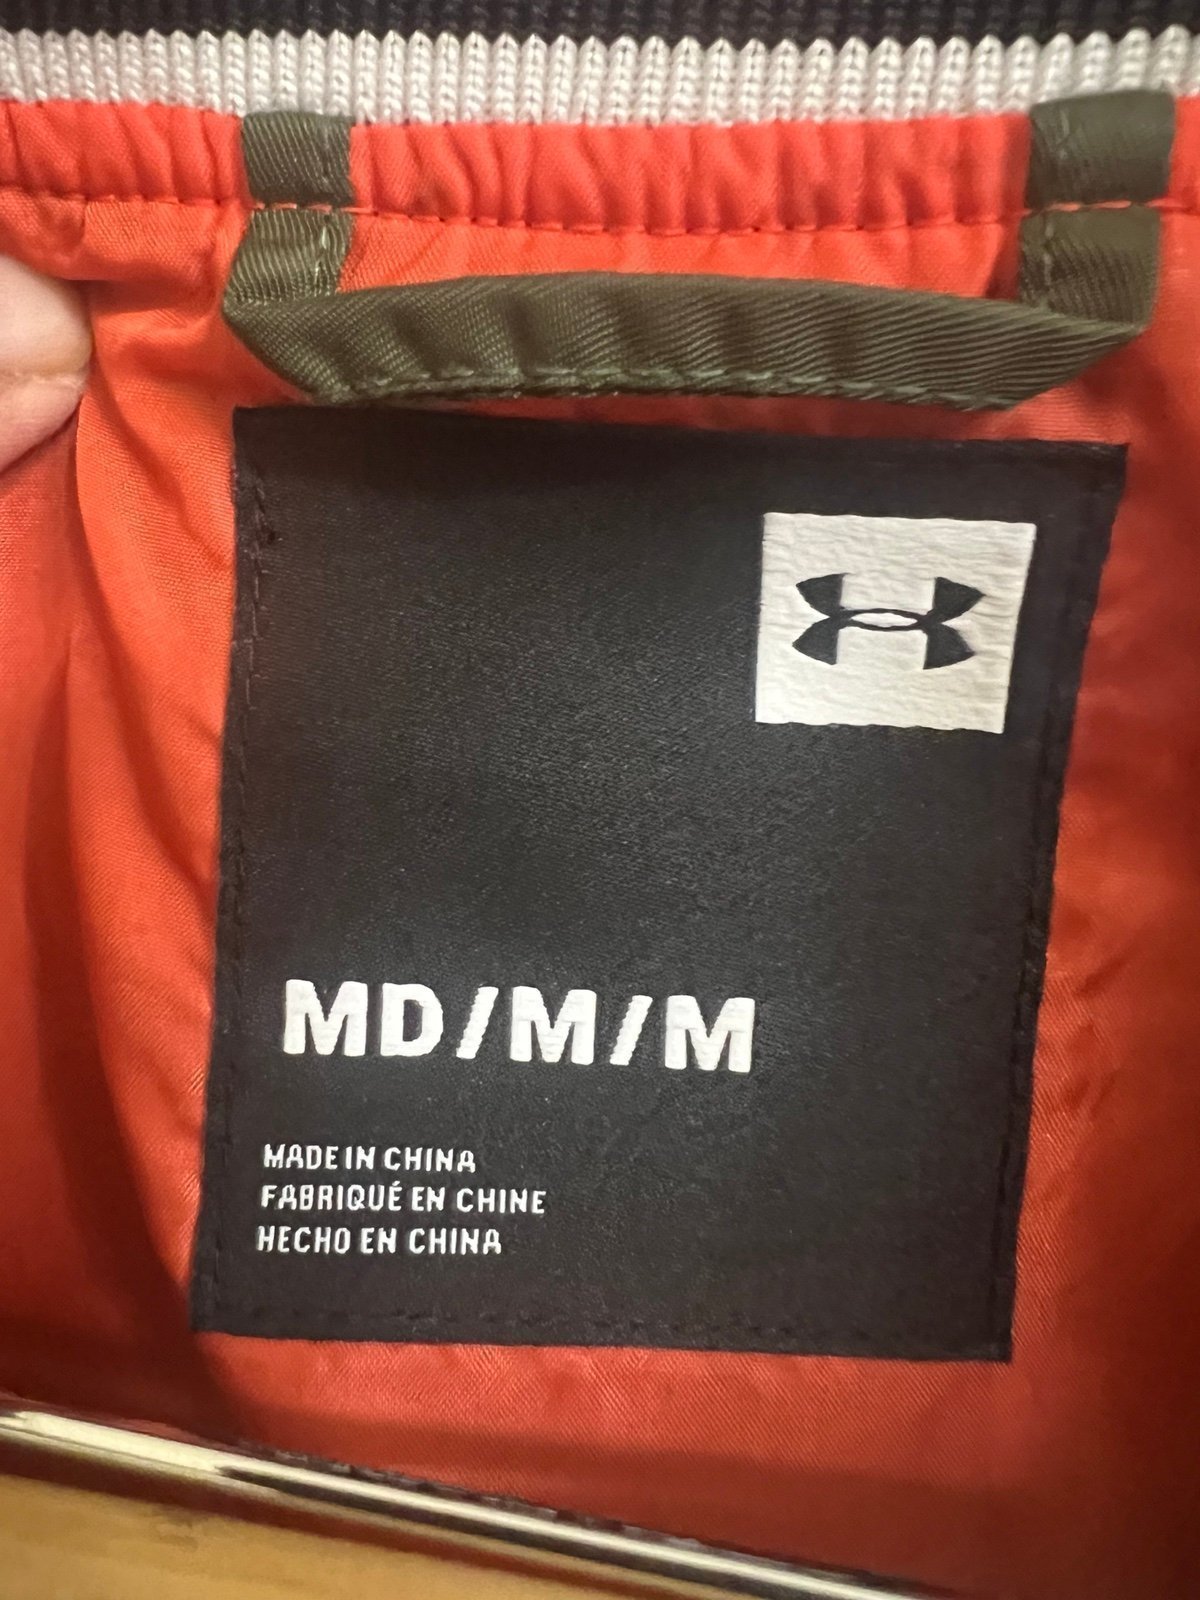 MD/M/M
MADE IN CHINA
FABRIQUÉ EN CHINE
HECHO EN CHINA